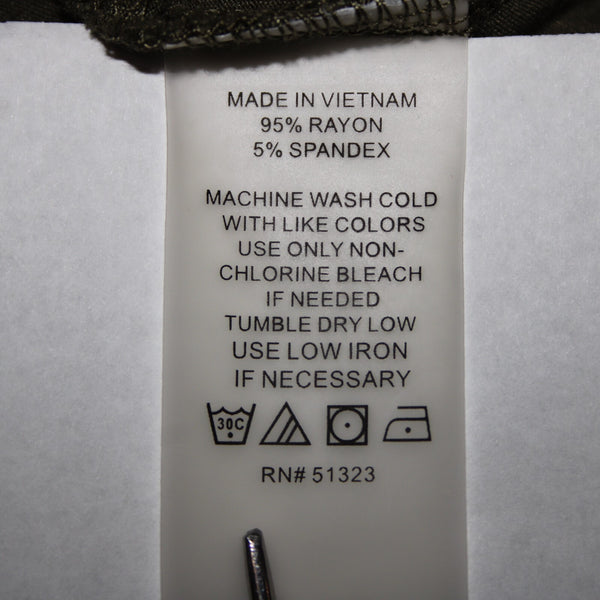 MADE IN VIETNAM
95% RAYON
5% SPANDEX
MACHINE WASH COLD
WITH LIKE COLORS
USE ONLY NON-
CHLORINE BLEACH
IF NEEDED
TUMBLE DRY LOW
USE LOW IRON
IF NECESSARY
30C
RN# 51323